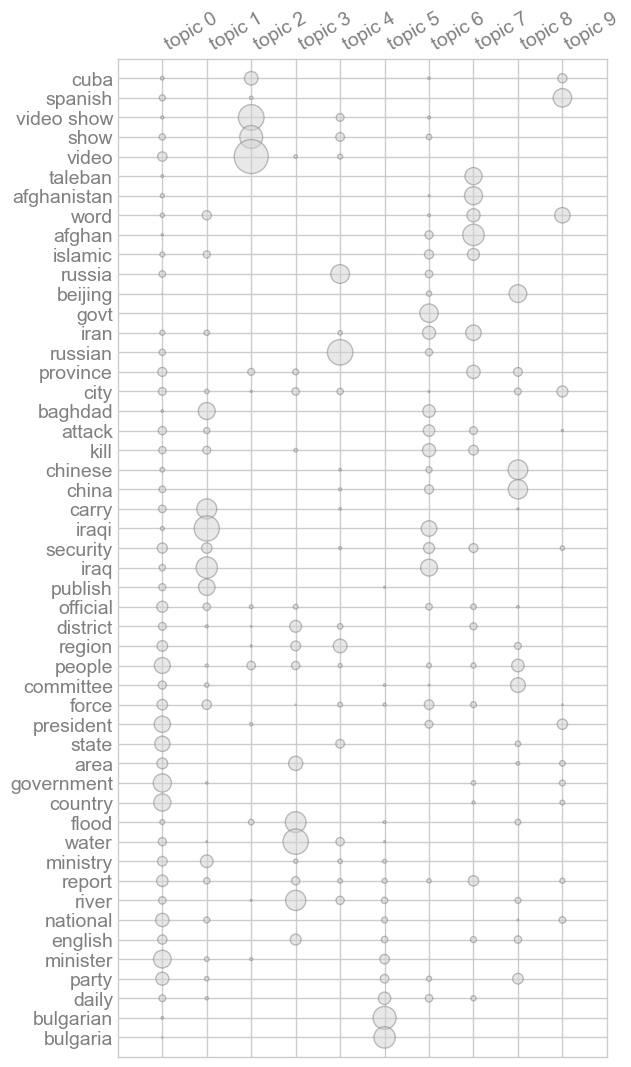 topic 0
topic 1
topic 2
topic 3
topic 4
topic 5
topic 6
topic 7
topic 8
topic 9
cuba
spanish
video show
show
video
taleban
afghanistan
word
afghan
islamic
russia
beijing
govt
iran
russian
province
city
baghdad
attack
kill
chinese
china
carry
iraqi
security
iraq
publish
official
district
region
people
committee
force
president
state
area
government
country
flood
water
ministry
report
river
national
english
minister
party
daily
bulgarian
bulgaria